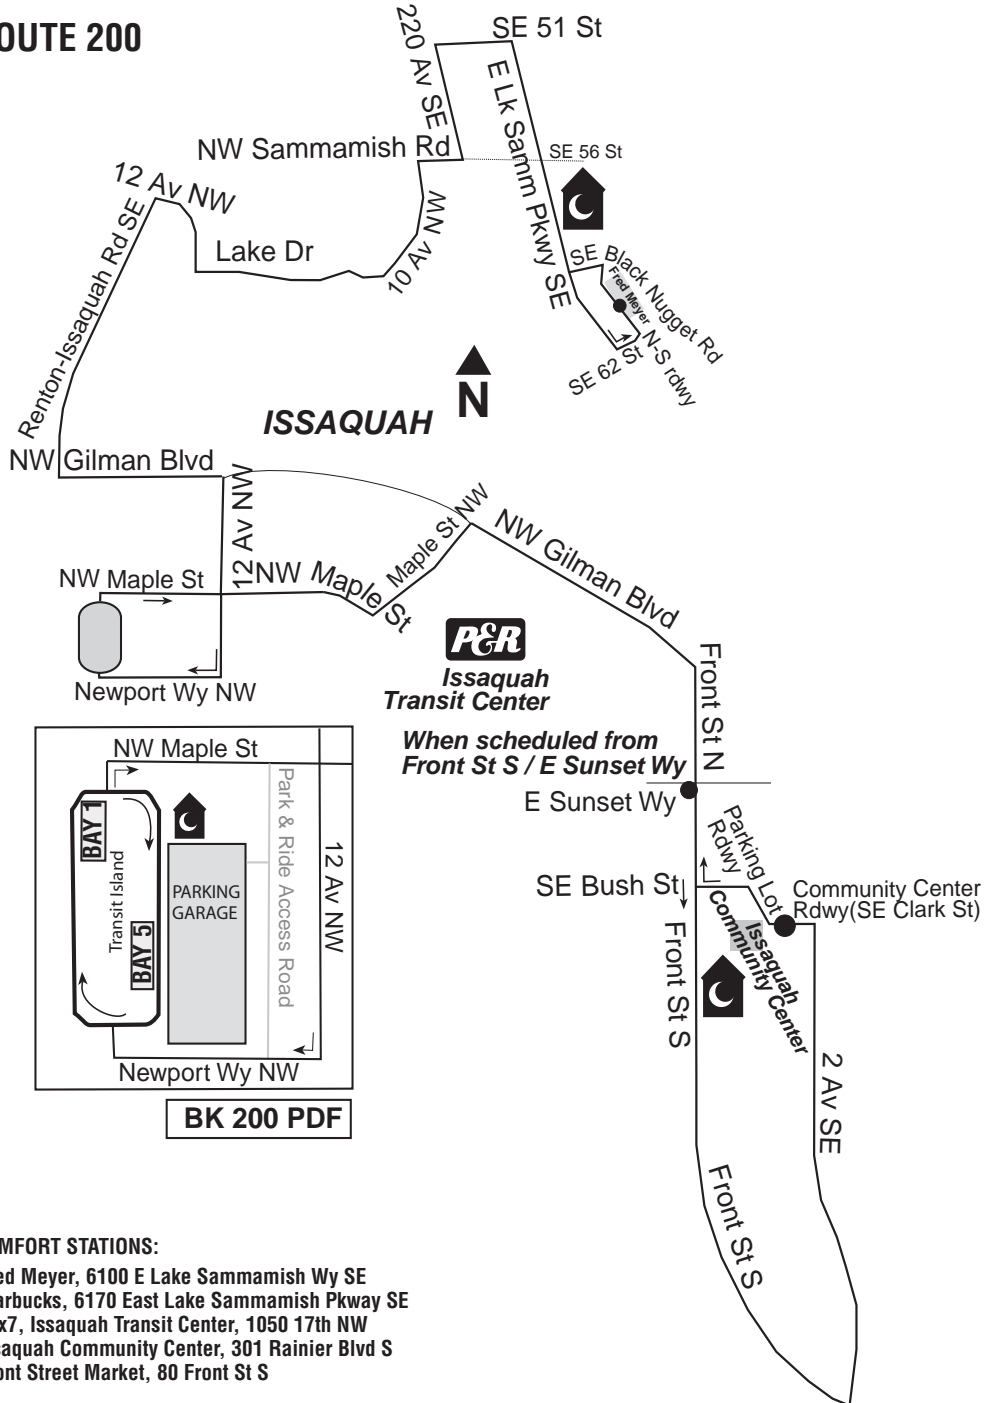 OUTE 200
220 Av SE
SE 51 St
E Lk Samm Pkwy SE
NW Sammamish Rd
SE 56 St
12 Av NW
Renton-Issaquah Rd SE
Lake Dr
10 Av NW
SE Black Nugget Rd
Fred Meyer
N-S rdwy
SE 62 St
N
ISSAQUAH
NW Gilman Blvd
12 Av NW
Maple St NW
NW Gilman Blvd
NW Maple St
NW Maple St
Newport Wy NW
P&R
Issaquah
Transit Center
Front St N
When scheduled from
Front St S / E Sunset Wy
E Sunset Wy
Parking Lot
Rdwy
SE Bush St
Community Center
Rdwy(SE Clark St)
Issaquah
Community Center
Front St S
2 Av SE
Front St S
NW Maple St
BAY 1
Transit Island
BAY 5
PARKING
GARAGE
Park & Ride Access Road
12 Av NW
Newport Wy NW
BK 200 PDF
MFORT STATIONS:
ed Meyer, 6100 E Lake Sammamish Wy SE
arbucks, 6170 East Lake Sammamish Pkway SE
x7, Issaquah Transit Center, 1050 17th NW
saquah Community Center, 301 Rainier Blvd S
ont Street Market, 80 Front St S